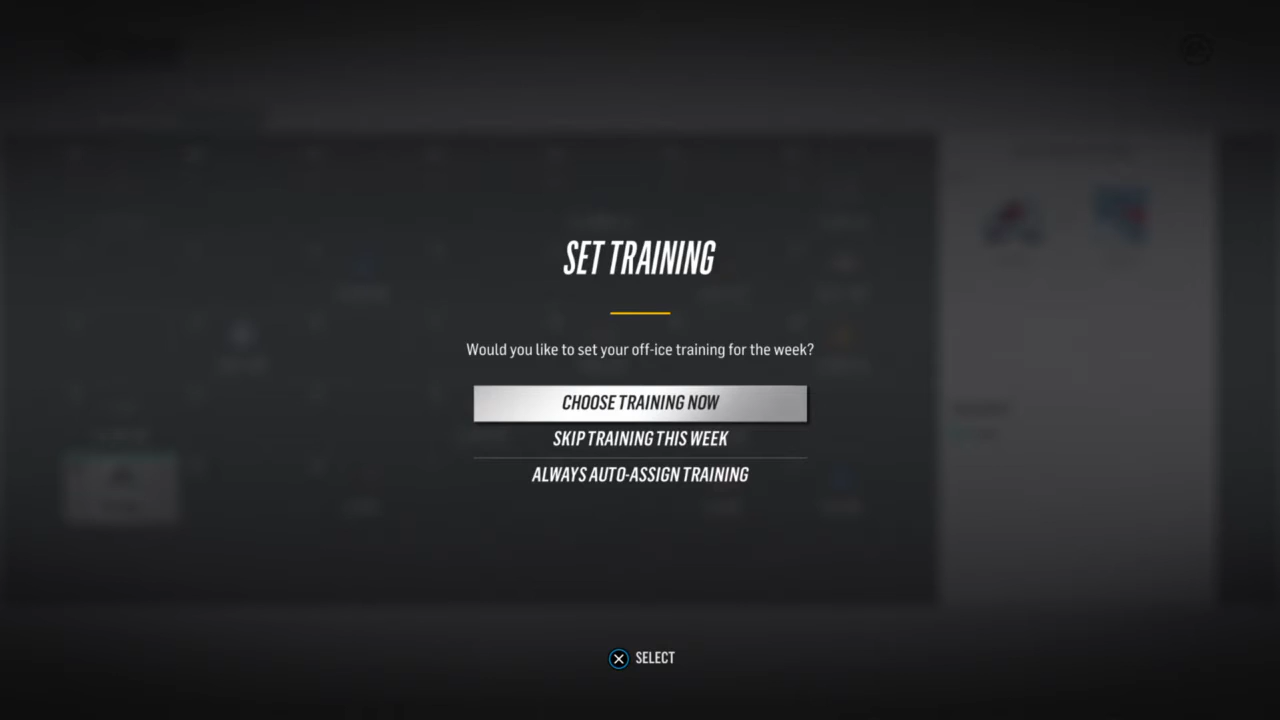 SET TRAINING
Would you like to set your off-ice training for the week?
CHOOSE TRAINING NOW
SKIP TRAINING THIS WEEK
ALWAYS AUTO-ASSIGN TRAINING
SELECT